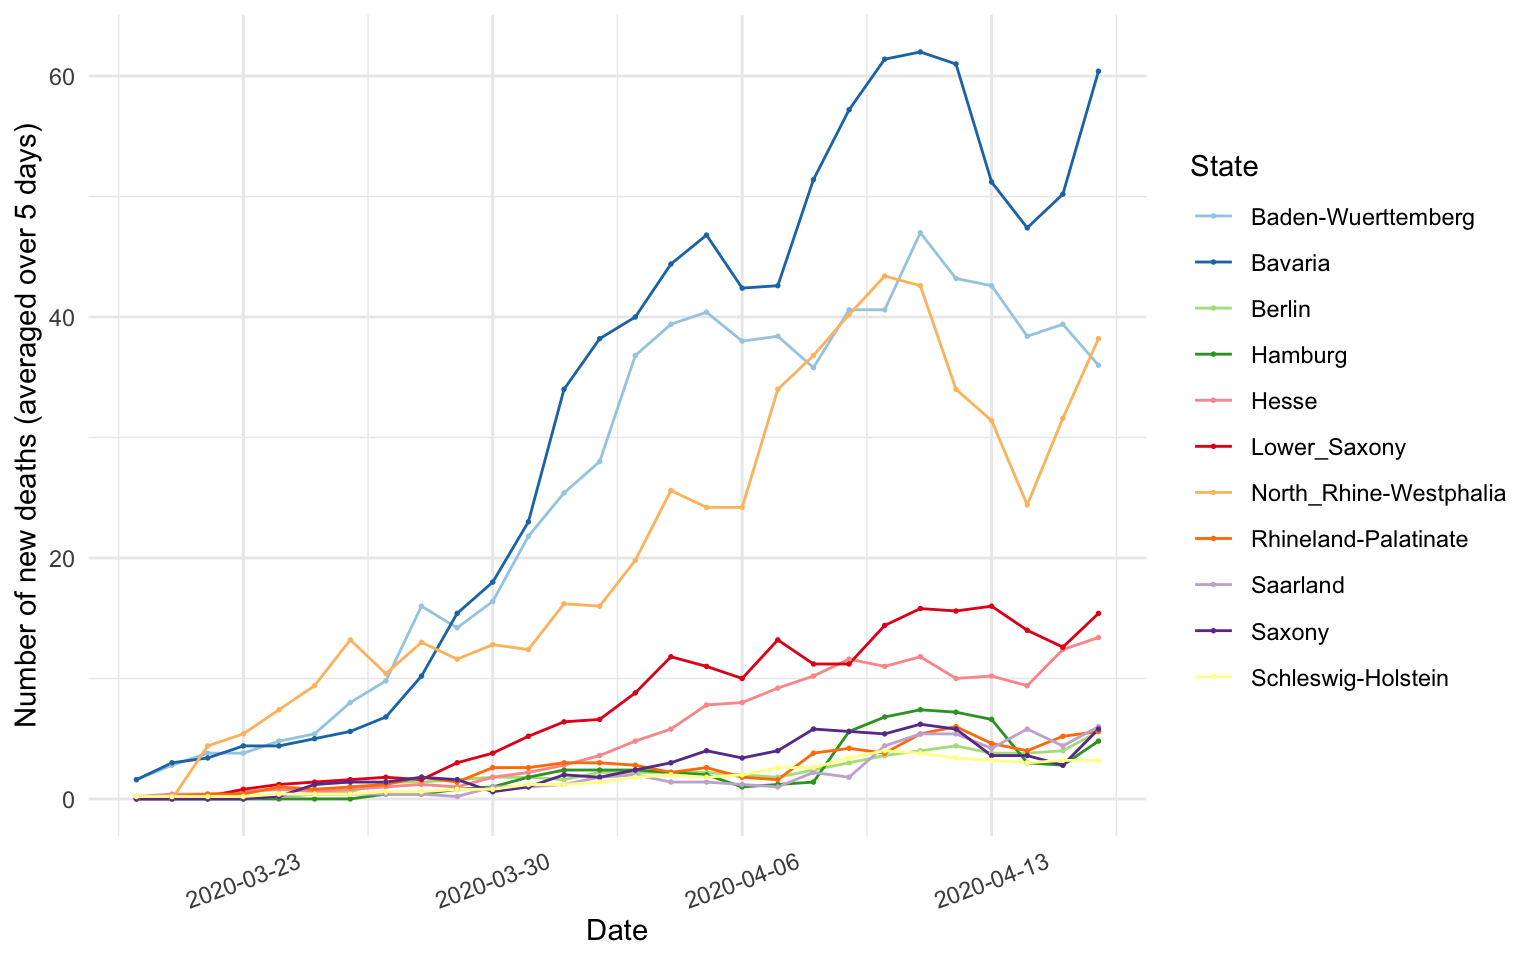 Number of new deaths (averaged over 5 days)
60
40
20
0
2020-03-23
2020-03-30
2020-04-06
2020-04-13
Date
State
Baden-Wuerttemberg
Bavaria
Berlin
Hamburg
Hesse
Lower_Saxony
North_Rhine-Westphalia
Rhineland-Palatinate
Saarland
Saxony
Schleswig-Holstein